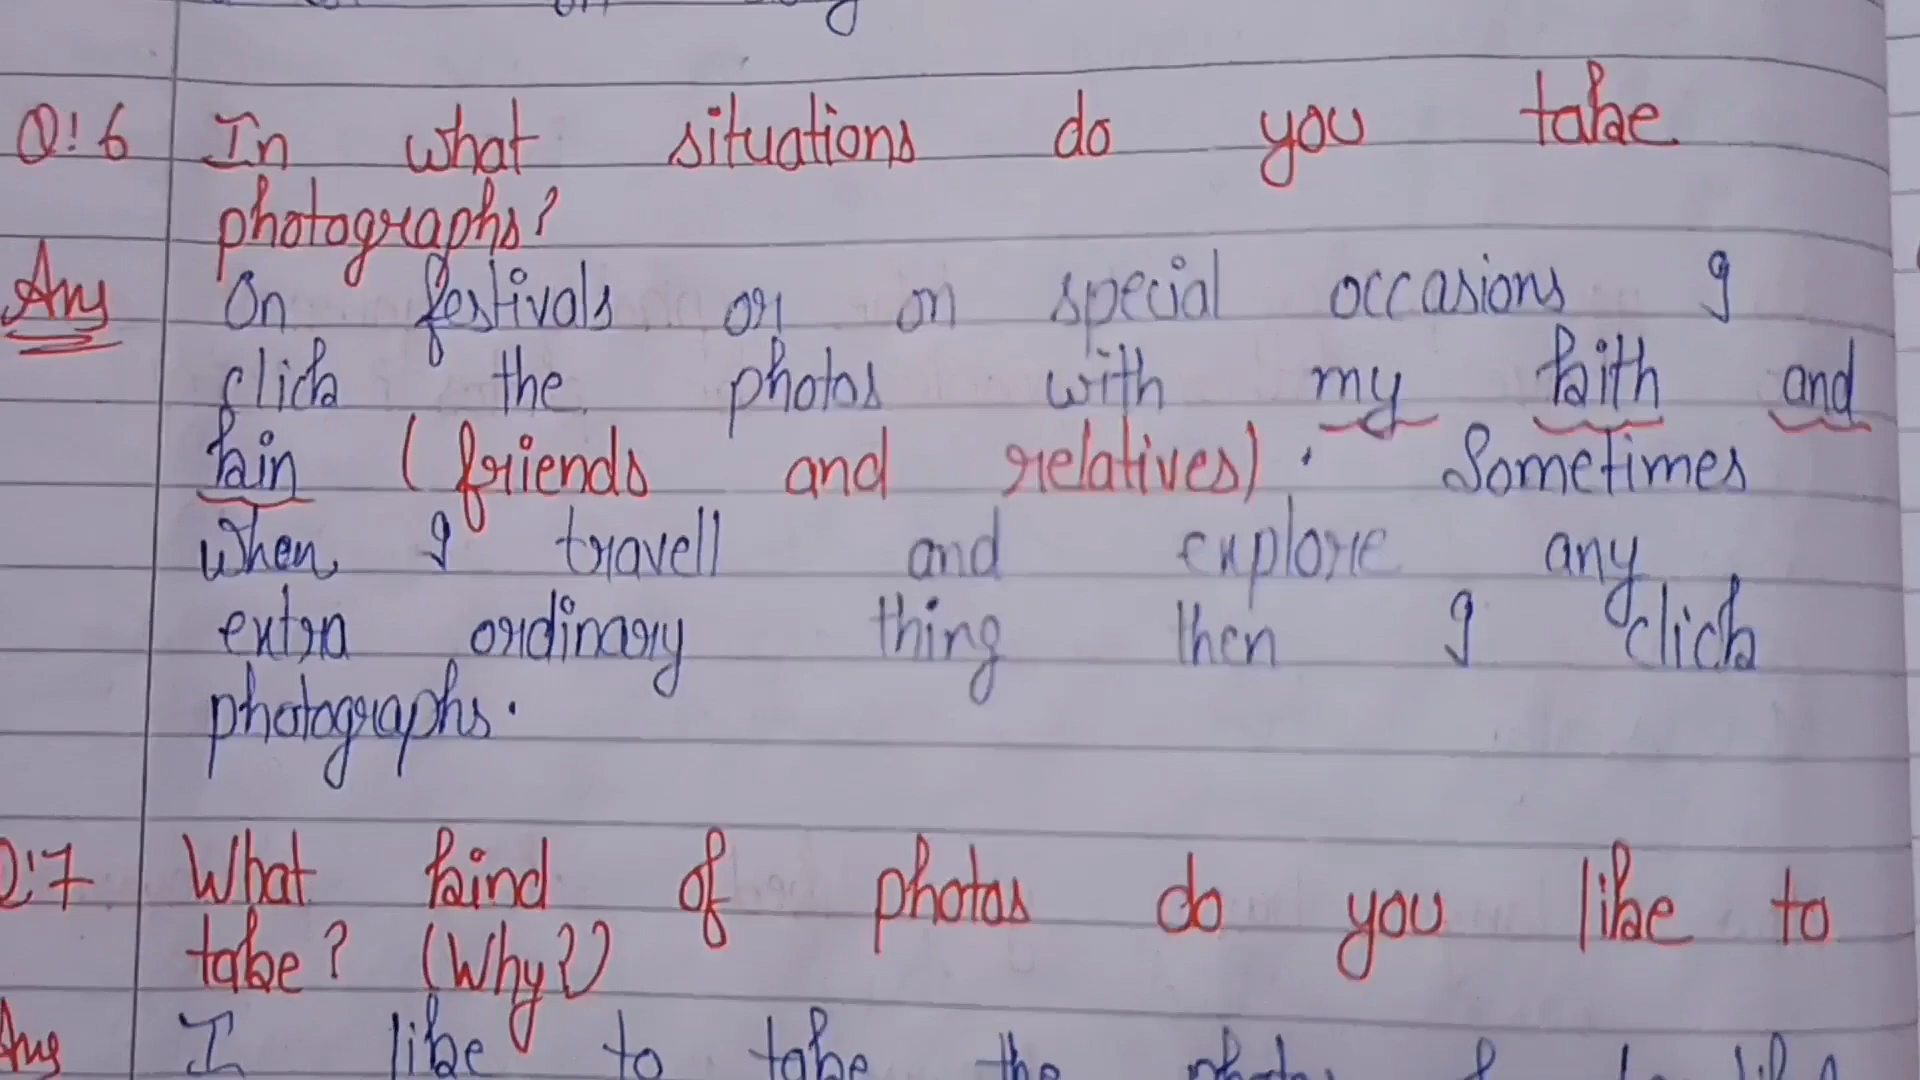 Q:6 In what situations do you take
photographs?
Ans On festivals or on special occasions I
click the photos with my kith and
kin (friends and relatives). Sometimes
when I travell and explore any
extra ordinary thing then I click
photographs.
Q:7 What kind of photos do you like to
take? (Why?)
Ans I like to take the